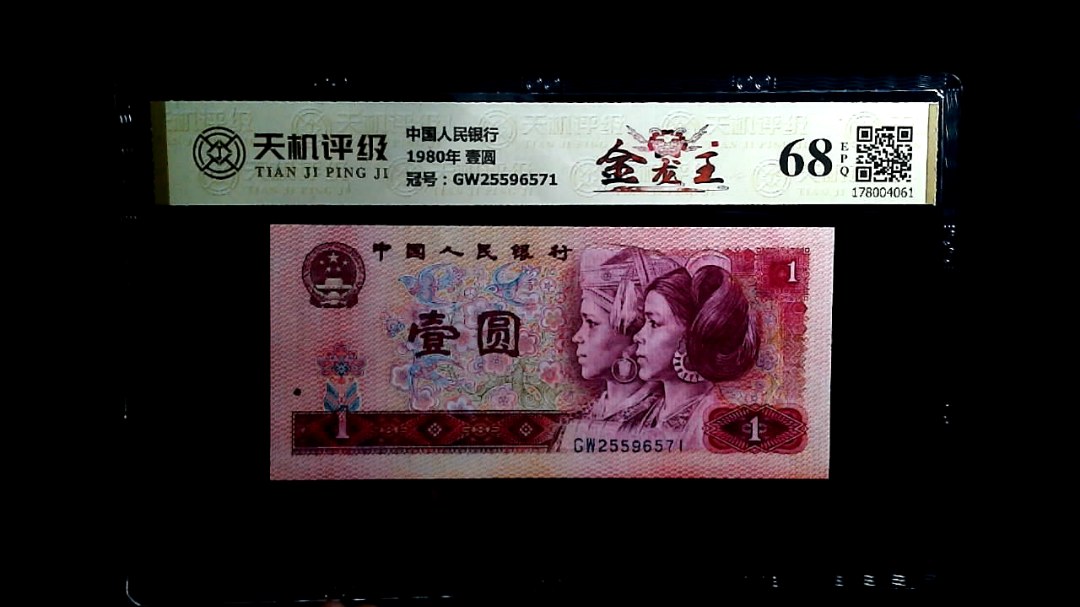 天机评级
TIAN JI PING JI
中国人民银行
1980年 壹圆
冠号：GW25596571
金龙王
68
EPQ
178004061
中国人民银行
1
壹圆
1
GW25596571
1